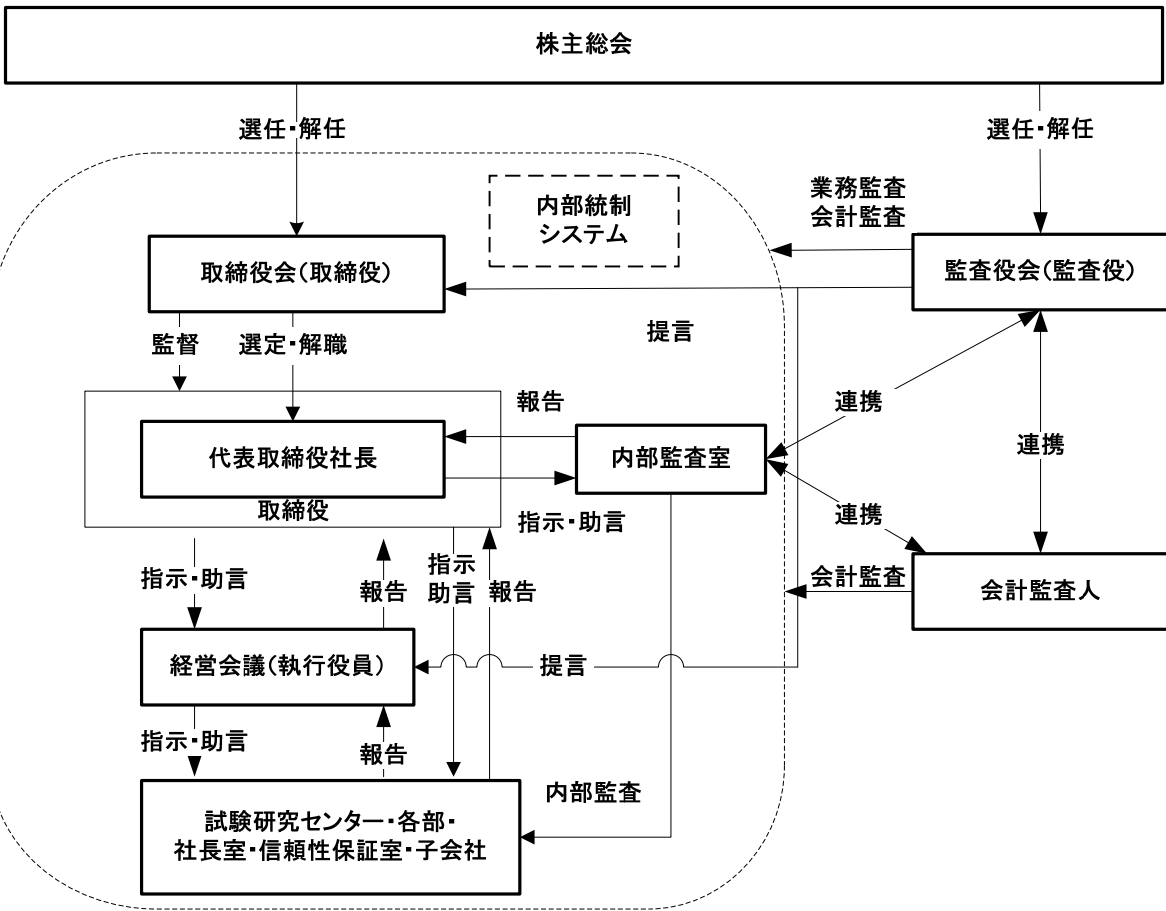 株主総会
選任・解任
選任・解任
業務監査
会計監査
内部統制
システム
取締役会(取締役)
監査役会(監査役)
監督
選定・解職
提言
報告
連携
代表取締役社長
内部監査室
連携
取締役
指示・助言
連携
指示・助言
報告
指示
助言
報告
会計監査
会計監査人
経営会議(執行役員)
提言
指示・助言
報告
内部監査
試験研究センター・各部・
社長室・信頼性保証室・子会社